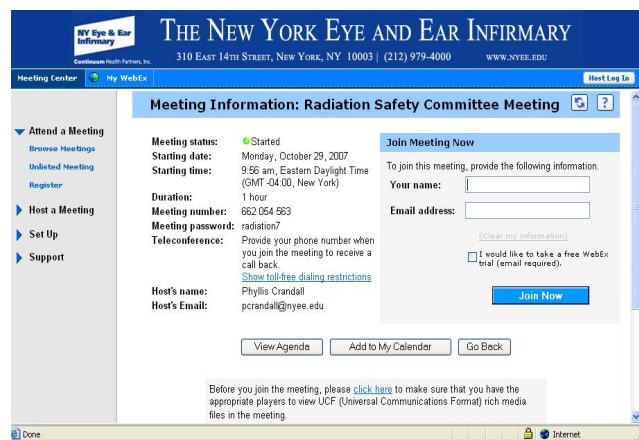 NY Eye & Ear
Infirmary
Continuum Health Partners, Inc.
THE NEW YORK EYE AND EAR INFIRMARY
310 EAST 14TH STREET, NEW YORK, NY 10003 | (212) 979-4000 WWW.NYEE.EDU
Meeting Center My WebEx Host Log In
Meeting Information: Radiation Safety Committee Meeting ?
Attend a Meeting
Browse Meetings
Unlisted Meeting
Register
Host a Meeting
Set Up
Support
Meeting status: Started
Starting date: Monday, October 29, 2007
Starting time: 9:56 am, Eastern Daylight Time
(GMT -04:00, New York)
Duration: 1 hour
Meeting number: 662 054 563
Meeting password: radiation7
Teleconference: Provide your phone number when
you join the meeting to receive a
call back.
Show toll-free dialing restrictions
Host's name: Phyllis Crandall
Host's Email: pcrandall@nyee.edu
Join Meeting Now
To join this meeting, provide the following information.
Your name:
Email address:
(Clear my information)
I would like to take a free WebEx
trial (email required).
Join Now
View Agenda Add to My Calendar Go Back
Before you join the meeting, please click here to make sure that you have the
appropriate players to view UCF (Universal Communications Format) rich media
files in the meeting.
Done Internet